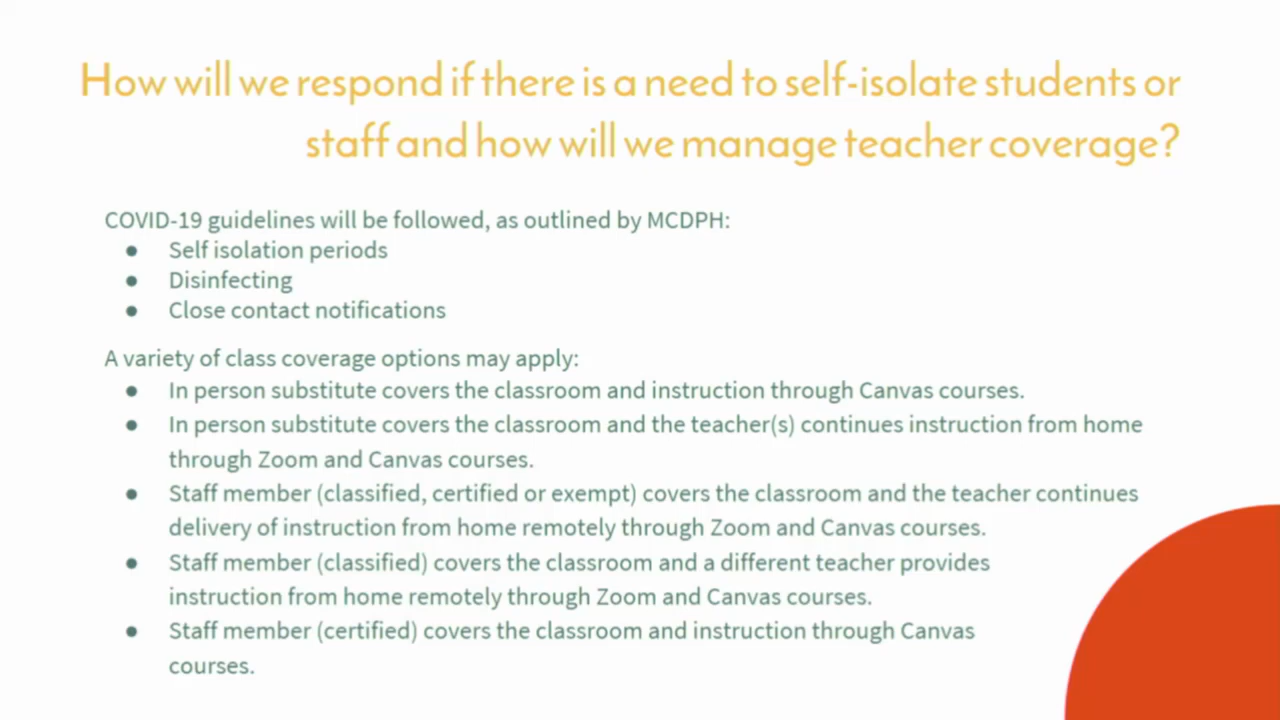 How will we respond if there is a need to self-isolate students or
staff and how will we manage teacher coverage?
COVID-19 guidelines will be followed, as outlined by MCDPH:
● Self isolation periods
● Disinfecting
● Close contact notifications
A variety of class coverage options may apply:
● In person substitute covers the classroom and instruction through Canvas courses.
● In person substitute covers the classroom and the teacher(s) continues instruction from home
through Zoom and Canvas courses.
● Staff member (classified, certified or exempt) covers the classroom and the teacher continues
delivery of instruction from home remotely through Zoom and Canvas courses.
● Staff member (classified) covers the classroom and a different teacher provides
instruction from home remotely through Zoom and Canvas courses.
● Staff member (certified) covers the classroom and instruction through Canvas
courses.